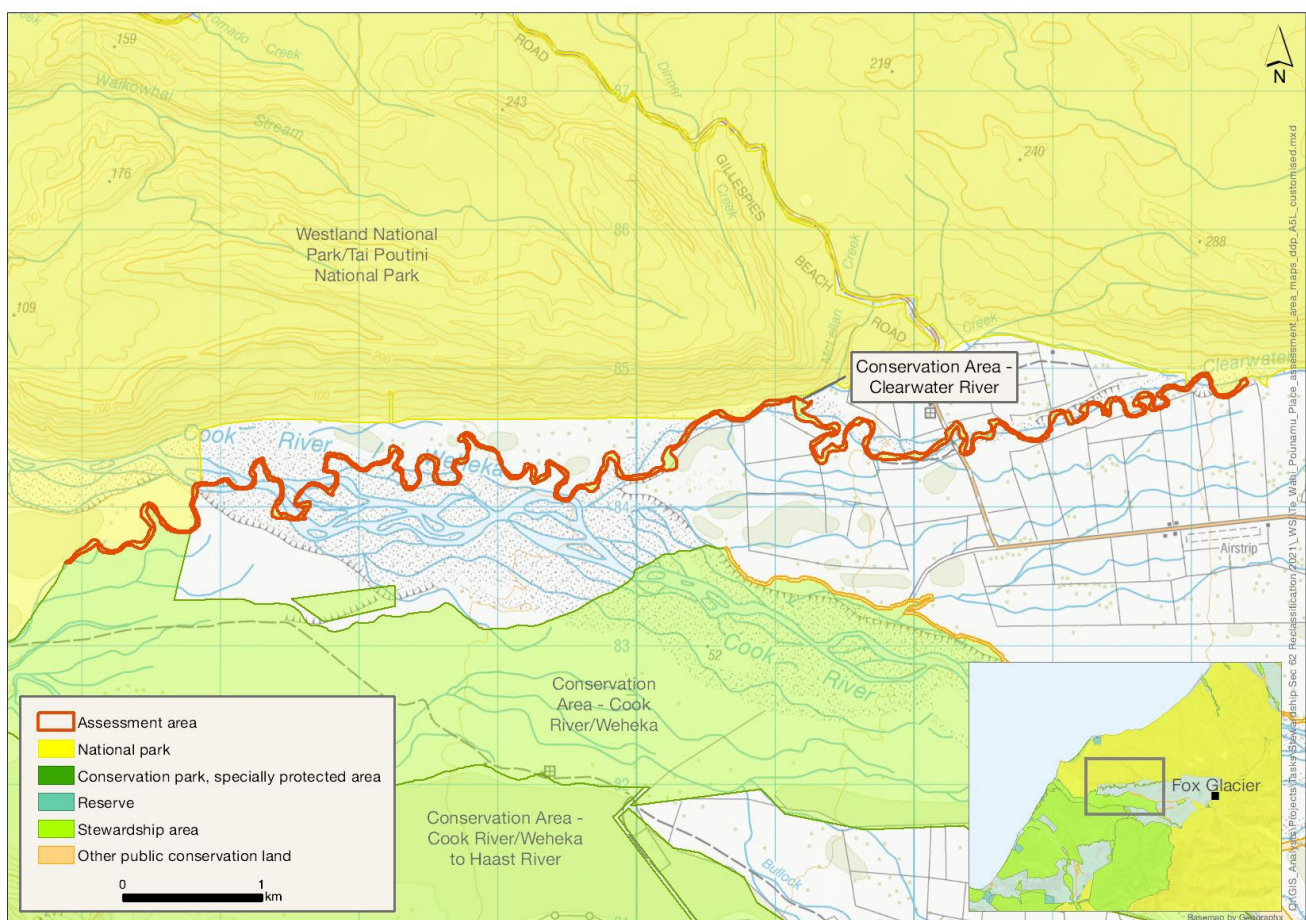 N
Tornado
Creek
159
Waikowhai
Stream
243
176
109
ROAD
Dinner
219
87
240
GILLESPIES
Creek
86
BEACH
Creek
288
Westland National
Park/Tai Poutini
National Park
McLellan
ROAD
Creek
85
Clearwater
Conservation Area -
Clearwater River
Cook
River
Weheka
84
Airstrip
83
52
Cook
River
Conservation
Area - Cook
River/Weheka
82
Conservation Area -
Cook River/Weheka
to Haast River
Bullock
Assessment area
National park
Conservation park, specially protected area
Reserve
Stewardship area
Other public conservation land
0 1
km
Fox Glacier
Basemap by Geographx